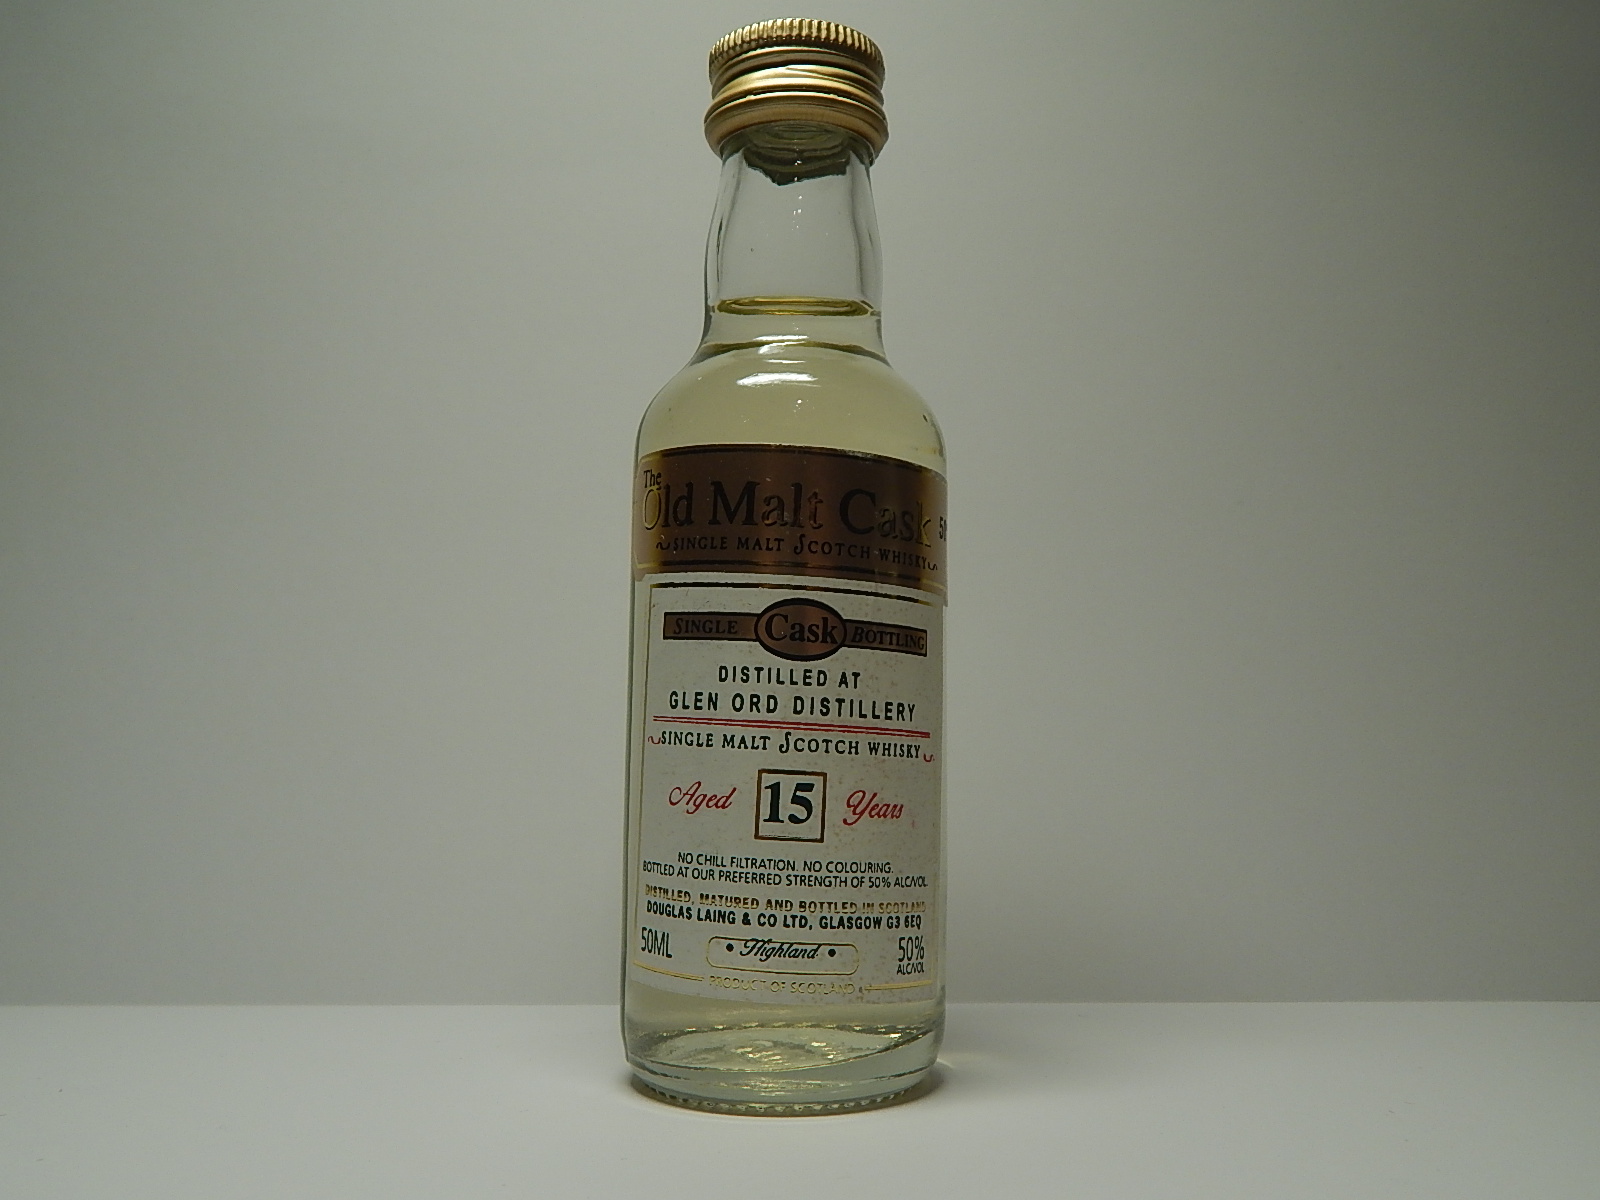 The
Old Malt Cask
SINGLE MALT SCOTCH WHISKY
SINGLE Cask BOTTLING
DISTILLED AT
GLEN ORD DISTILLERY
SINGLE MALT SCOTCH WHISKY
Aged 15 Years
NO CHILL FILTRATION. NO COLOURING.
BOTTLED AT OUR PREFERRED STRENGTH OF 50% ALC/VOL.
DISTILLED, MATURED AND BOTTLED IN SCOTLAND
DOUGLAS LAING & CO LTD, GLASGOW G3 6EQ
50ML • Highland • 50%
ALC/VOL
PRODUCT OF SCOTLAND